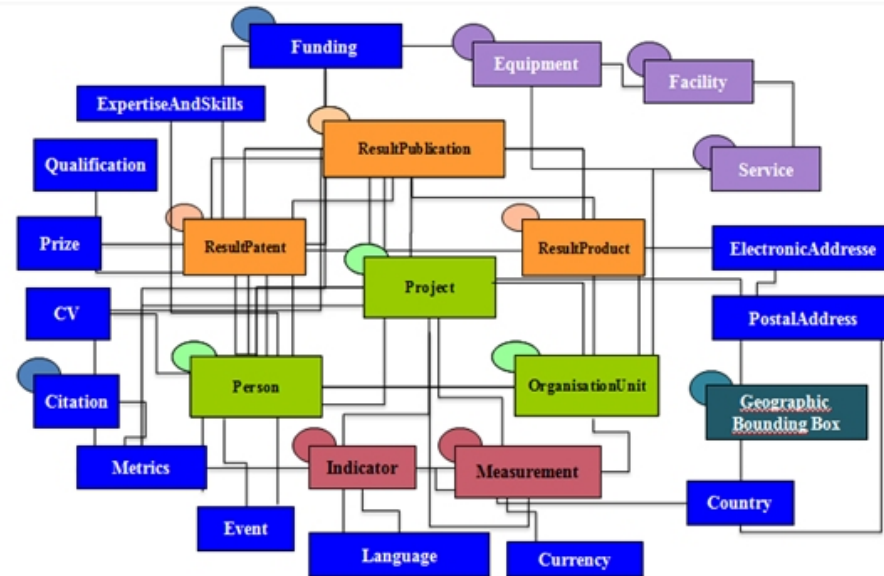 Funding
Equipment
Facility
ExpertiseAndSkills
ResultPublication
Qualification
Service
Prize
ResultPatent
ResultProduct
ElectronicAddresse
Project
CV
PostalAddress
Person
OrganisationUnit
Citation
Geographic
Bounding Box
Metrics
Indicator
Measurement
Country
Event
Language
Currency